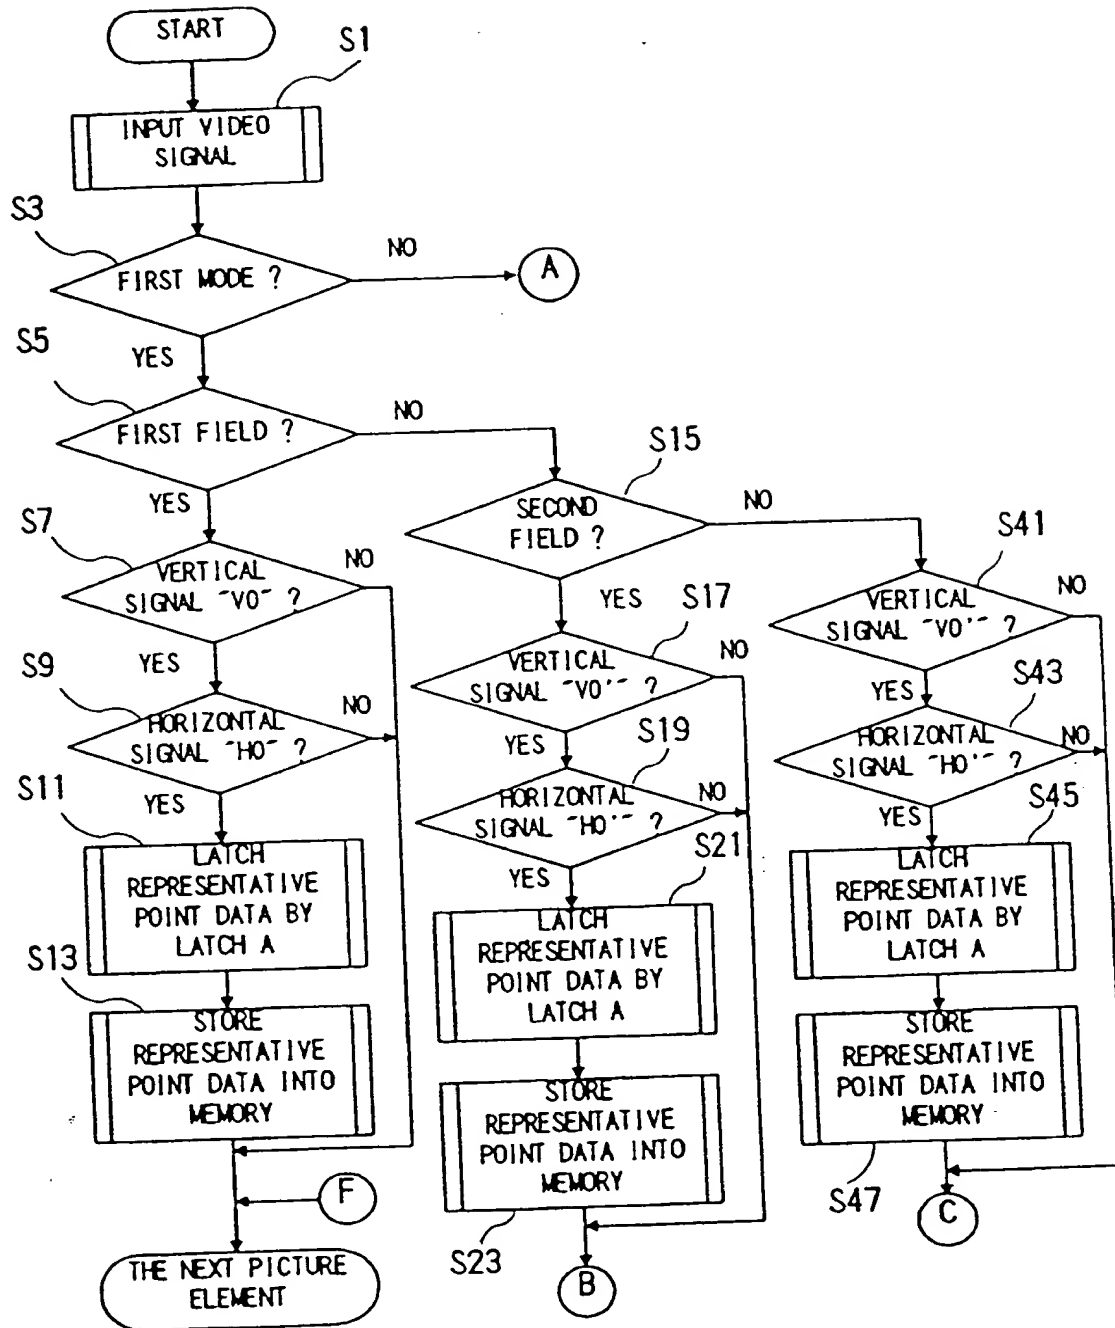 START
S1
INPUT VIDEO
SIGNAL
S3
FIRST MODE ?
NO
A
YES
S5
FIRST FIELD ?
NO
YES
S15
SECOND
FIELD ?
NO
YES
S7
VERTICAL
SIGNAL "V0" ?
NO
YES
S9
HORIZONTAL
SIGNAL "H0" ?
NO
YES
S11
LATCH
REPRESENTATIVE
POINT DATA BY
LATCH A
S13
STORE
REPRESENTATIVE
POINT DATA INTO
MEMORY
F
THE NEXT PICTURE
ELEMENT
S17
VERTICAL
SIGNAL "V0'" ?
NO
YES
S19
HORIZONTAL
SIGNAL "H0'" ?
NO
YES
S21
LATCH
REPRESENTATIVE
POINT DATA BY
LATCH A
STORE
REPRESENTATIVE
POINT DATA INTO
MEMORY
S23
B
S41
VERTICAL
SIGNAL "V0'" ?
NO
YES
S43
HORIZONTAL
SIGNAL "H0'" ?
NO
YES
S45
LATCH
REPRESENTATIVE
POINT DATA BY
LATCH A
STORE
REPRESENTATIVE
POINT DATA INTO
MEMORY
S47
C